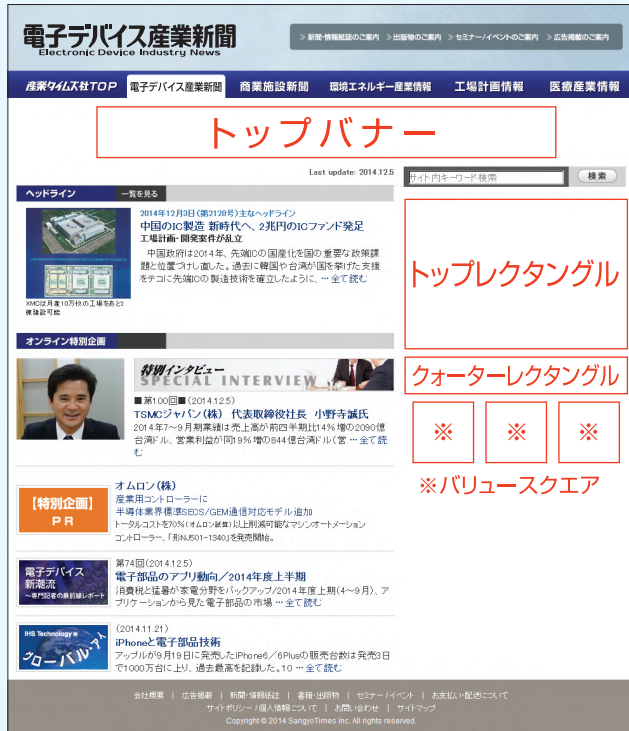 電子デバイス産業新聞
Electronic Device Industry News
≫新聞・情報紙誌のご案内 ≫出版物のご案内 ≫セミナー/イベントのご案内 ≫広告掲載のご案内
産業タイムズ社TOP 電子デバイス産業新聞 商業施設新聞 環境エネルギー産業情報 工場計画情報 医療産業情報
トップバナー
Last update: 2014.12.5
サイト内キーワード検索 検索
ヘッドライン 一覧を見る
2014年12月3日(第2120号)主なヘッドライン
中国のIC製造 新時代へ、2兆円のICファンド発足
工場計画・開発案件が乱立
中国政府は2014年、先端ICの国産化を国の重要な政策課
題と位置づけし直した。過去に韓国や台湾が国を挙げた支援
をテコに先端ICの製造技術を確立したように、…全て読む
XMCは月産10万枚の工場をあと2
棟建設可能
トップレクタングル
オンライン特別企画
特別インタビュー
SPECIAL INTERVIEW
■第100回■(2014.12.5)
TSMCジャパン(株) 代表取締役社長 小野寺誠氏
2014年7～9月期業績は売上高が前四半期比14%増の2090億
台湾ドル、営業利益が同19%増の844億台湾ドル(営 …全て読
む
クォーターレクタングル
※ ※ ※
※バリュースクエア
【特別企画】
PR
オムロン(株)
産業用コントローラーに
半導体業界標準SECS/GEM通信対応モデル追加
トータルコストを70%(オムロン試算)以上削減可能なマシンオートメーション
コントローラー、「形NJ501-1340」を発売開始。
電子デバイス
新潮流
～専門記者の最前線レポート
第74回(2014.12.5)
電子部品のアプリ動向/2014年度上半期
消費税と猛暑が家電分野をバックアップ/2014年度上期(4～9月)、ア
プリケーションから見た電子部品の市場 …全て読む
IHS Technology
グローバル・アイ
(2014.11.21)
iPhoneと電子部品技術
アップルが9月19日に発売したiPhone6/6Plusの販売台数は発売3日
で1000万台に上り、過去最高を記録した。10 …全て読む
会社概要 | 広告掲載 | 新聞・情報紙誌 | 書籍・出版物 | セミナー/イベント | お支払い・配送について
サイトポリシー/個人情報について | お問い合わせ | サイトマップ
Copyright © 2014 SangyoTimes Inc. All rights reserved.